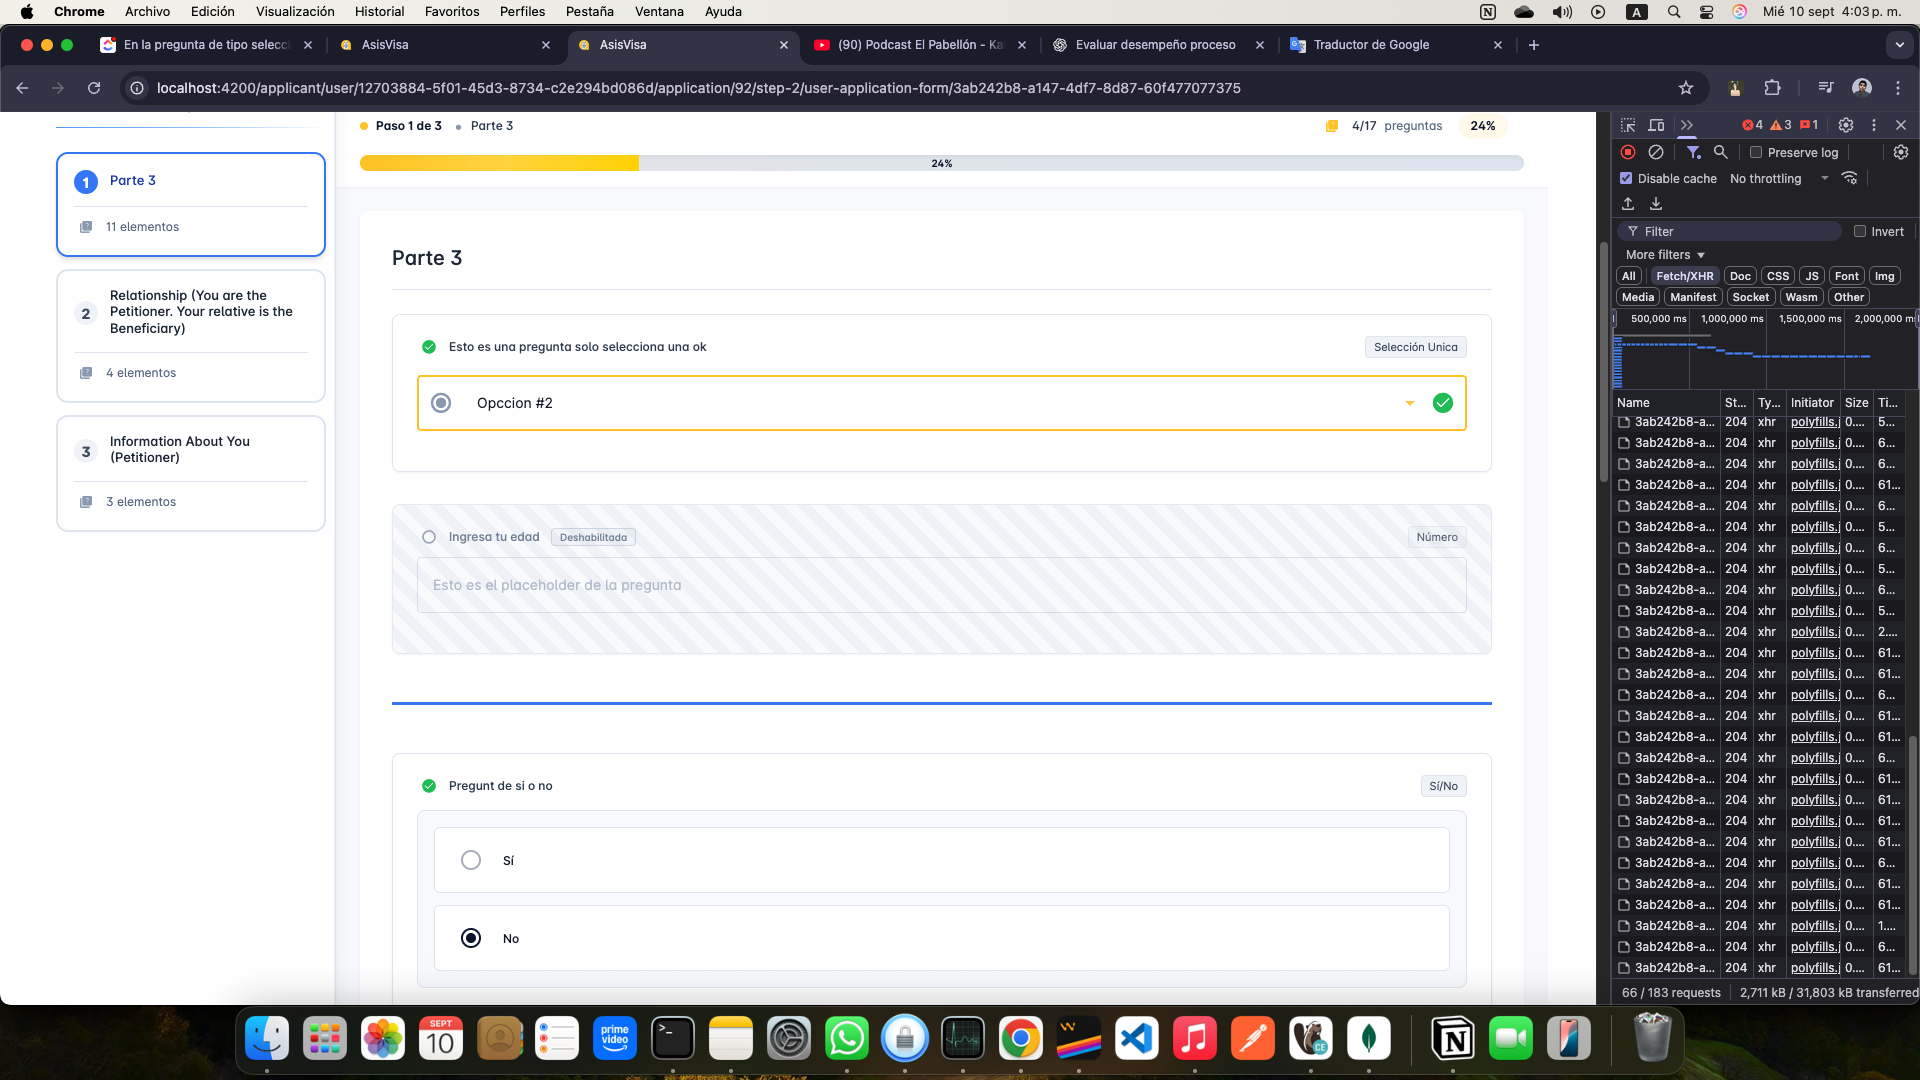 Chrome Archivo Edición Visualización Historial Favoritos Perfiles Pestaña Ventana Ayuda
Mié 10 sept 4:03 p. m.
En la pregunta de tipo selecci
AsisVisa
AsisVisa
(90) Podcast El Pabellón - Ka
Evaluar desempeño proceso
Traductor de Google
localhost:4200/applicant/user/12703884-5f01-45d3-8734-c2e294bd086d/application/92/step-2/user-application-form/3ab242b8-a147-4df7-8d87-60f477077375
1 Parte 3
11 elementos
2 Relationship (You are the
Petitioner. Your relative is the
Beneficiary)
4 elementos
3 Information About You
(Petitioner)
3 elementos
Paso 1 de 3 Parte 3
4/17 preguntas 24%
24%
Parte 3
Esto es una pregunta solo selecciona una ok
Selección Unica
Opccion #2
Ingresa tu edad Deshabilitada
Número
Esto es el placeholder de la pregunta
Pregunt de si o no
Sí/No
Sí
No
4 3 1
Preserve log
Disable cache No throttling
Filter Invert
More filters
All Fetch/XHR Doc CSS JS Font Img
Media Manifest Socket Wasm Other
500,000 ms 1,000,000 ms 1,500,000 ms 2,000,000 ms
Name St... Ty... Initiator Size Ti...
3ab242b8-a... 204 xhr polyfills.j 0.... 5...
3ab242b8-a... 204 xhr polyfills.j 0.... 6...
3ab242b8-a... 204 xhr polyfills.j 0.... 6...
3ab242b8-a... 204 xhr polyfills.j 0.... 61...
3ab242b8-a... 204 xhr polyfills.j 0.... 6...
3ab242b8-a... 204 xhr polyfills.j 0.... 5...
3ab242b8-a... 204 xhr polyfills.j 0.... 6...
3ab242b8-a... 204 xhr polyfills.j 0.... 5...
3ab242b8-a... 204 xhr polyfills.j 0.... 6...
3ab242b8-a... 204 xhr polyfills.j 0.... 5...
3ab242b8-a... 204 xhr polyfills.j 0.... 2....
3ab242b8-a... 204 xhr polyfills.j 0.... 61...
3ab242b8-a... 204 xhr polyfills.j 0.... 61...
3ab242b8-a... 204 xhr polyfills.j 0.... 6...
3ab242b8-a... 204 xhr polyfills.j 0.... 61...
3ab242b8-a... 204 xhr polyfills.j 0.... 61...
3ab242b8-a... 204 xhr polyfills.j 0.... 6...
3ab242b8-a... 204 xhr polyfills.j 0.... 61...
3ab242b8-a... 204 xhr polyfills.j 0.... 61...
3ab242b8-a... 204 xhr polyfills.j 0.... 61...
3ab242b8-a... 204 xhr polyfills.j 0.... 61...
3ab242b8-a... 204 xhr polyfills.j 0.... 6...
3ab242b8-a... 204 xhr polyfills.j 0.... 61...
3ab242b8-a... 204 xhr polyfills.j 0.... 61...
3ab242b8-a... 204 xhr polyfills.j 0.... 1....
3ab242b8-a... 204 xhr polyfills.j 0.... 6...
3ab242b8-a... 204 xhr polyfills.j 0.... 61...
66 / 183 requests 2,711 kB / 31,803 kB transferred
SEPT
10
prime
video
CE